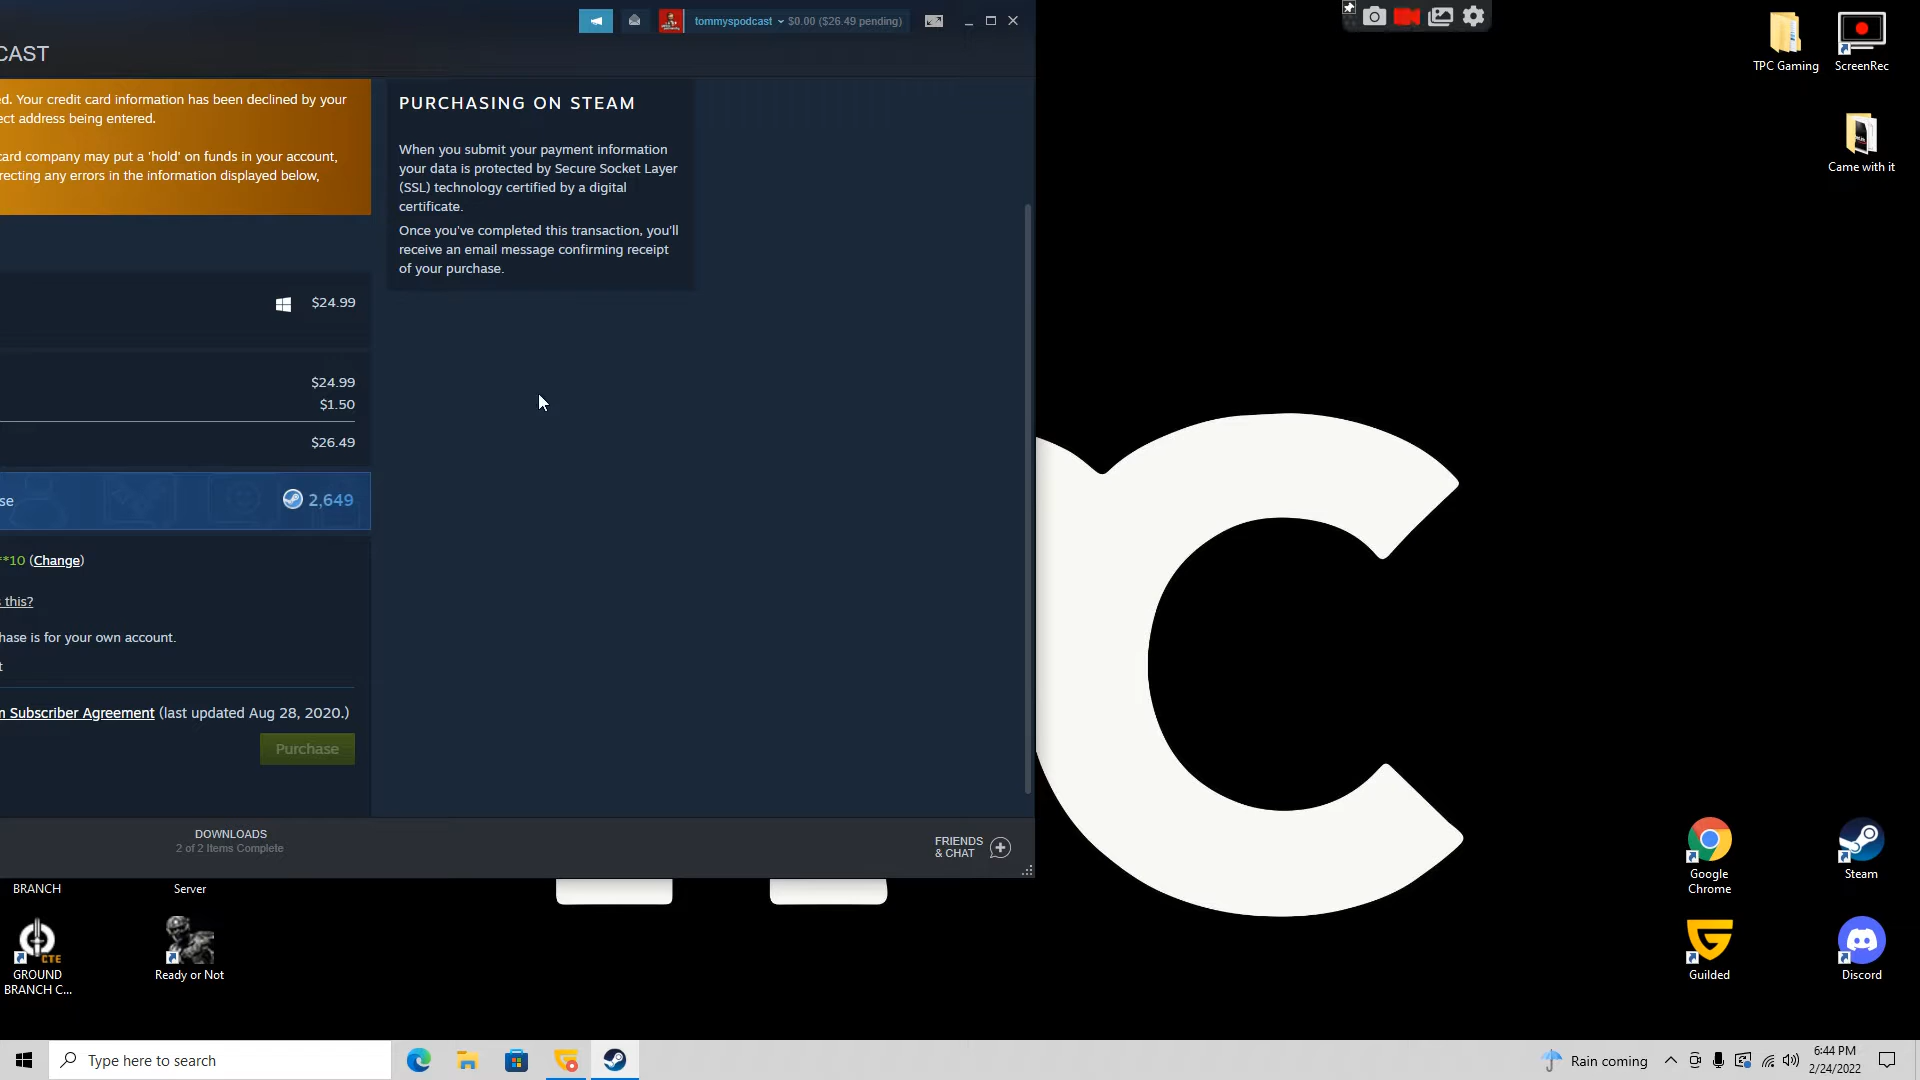 tommyspodcast $0.00 ($26.49 pending)
CAST
ed. Your credit card information has been declined by your
ect address being entered.
card company may put a 'hold' on funds in your account,
recting any errors in the information displayed below,
PURCHASING ON STEAM
When you submit your payment information
your data is protected by Secure Socket Layer
(SSL) technology certified by a digital
certificate.
Once you've completed this transaction, you'll
receive an email message confirming receipt
of your purchase.
$24.99
$24.99
$1.50
$26.49
se
2,649
**10 (Change)
s this?
hase is for your own account.
t
m Subscriber Agreement (last updated Aug 28, 2020.)
Purchase
DOWNLOADS
2 of 2 Items Complete
FRIENDS
& CHAT
BRANCH
Server
CTE
GROUND
BRANCH C...
Ready or Not
TPC Gaming
ScreenRec
Came with it
Google
Chrome
Steam
Guilded
Discord
Type here to search
Rain coming
6:44 PM
2/24/2022